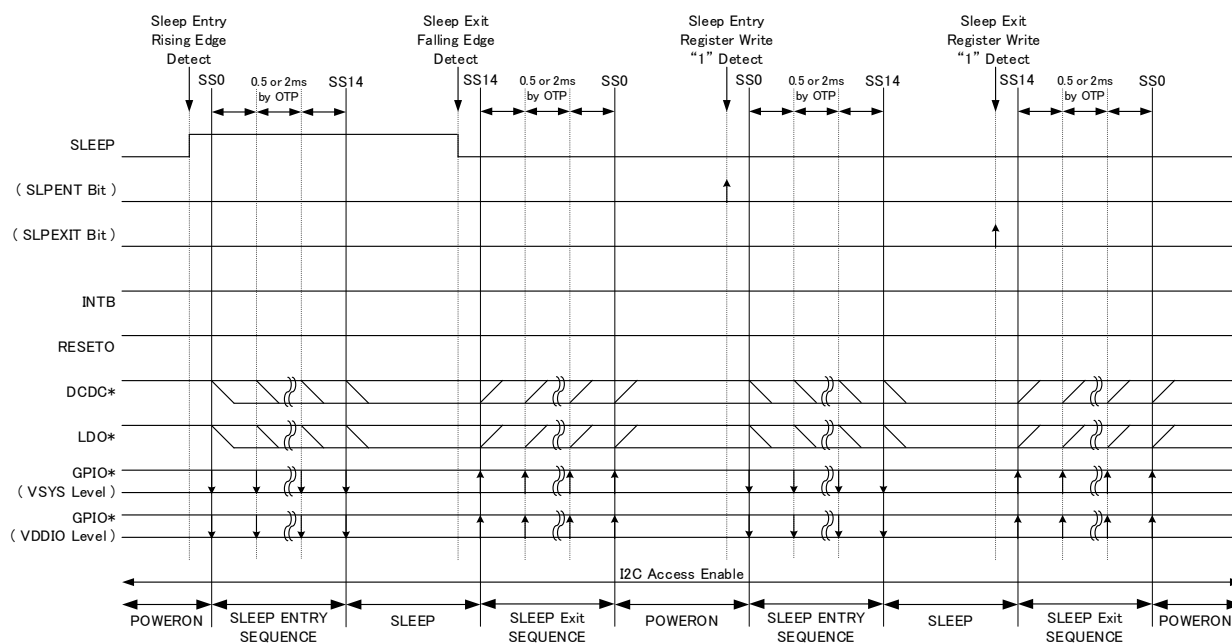 Sleep Entry
Rising Edge
Detect
Sleep Exit
Falling Edge
Detect
Sleep Entry
Register Write
“1” Detect
Sleep Exit
Register Write
“1” Detect
SS0
0.5 or 2ms
by OTP
SS14
SS14
0.5 or 2ms
by OTP
SS0
SS0
0.5 or 2ms
by OTP
SS14
SS14
0.5 or 2ms
by OTP
SS0
SLEEP
( SLPENT Bit )
( SLPEXIT Bit )
INTB
RESETO
DCDC*
LDO*
GPIO*
( VSYS Level )
GPIO*
( VDDIO Level )
I2C Access Enable
POWERON
SLEEP ENTRY
SEQUENCE
SLEEP
SLEEP Exit
SEQUENCE
POWERON
SLEEP ENTRY
SEQUENCE
SLEEP
SLEEP Exit
SEQUENCE
POWERON